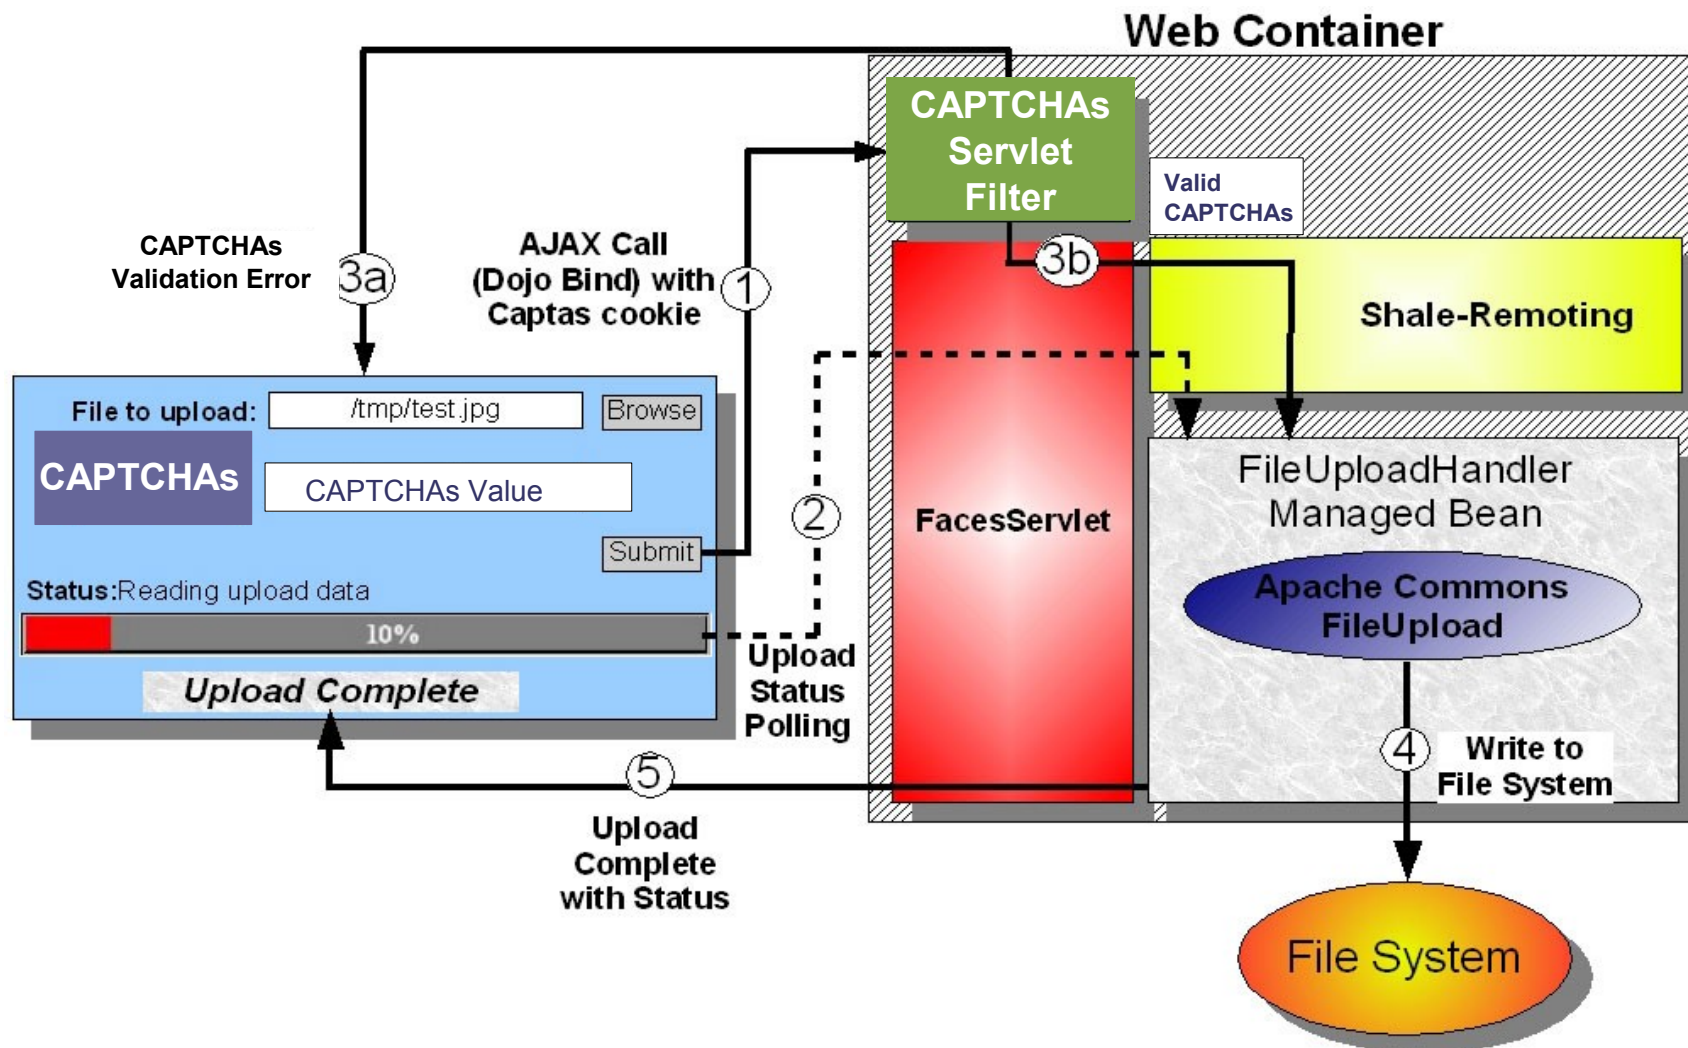 Web Container
CAPTCHAs
Servlet
Filter
Valid
CAPTCHAs
CAPTCHAs
Validation Error
3a
AJAX Call
(Dojo Bind) with
Captas cookie
1
3b
Shale-Remoting
File to upload:
/tmp/test.jpg
Browse
CAPTCHAs
CAPTCHAs Value
Submit
Status:Reading upload data
10%
Upload Complete
2
Upload
Status
Polling
FacesServlet
FileUploadHandler
Managed Bean
Apache Commons
FileUpload
4
Write to
File System
5
Upload
Complete
with Status
File System